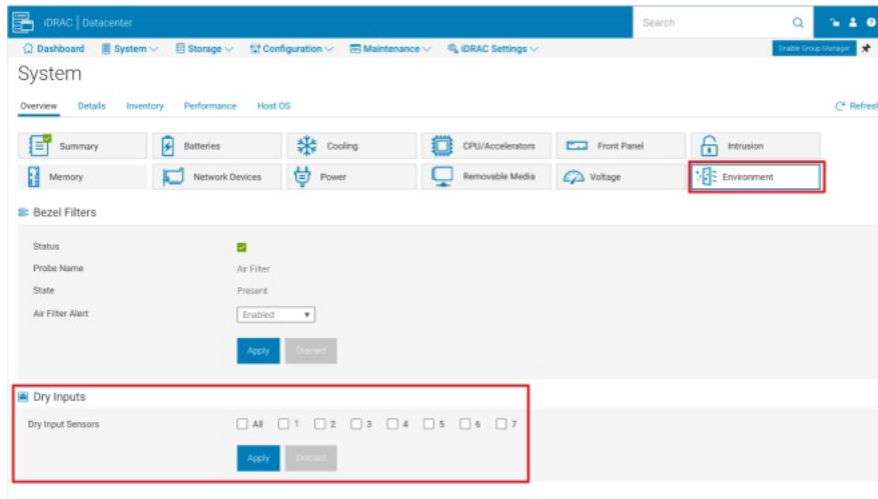 iDRAC | Datacenter Search
Dashboard System Storage Configuration Maintenance iDRAC Settings Enable Group Manager
System
Overview Details Inventory Performance Host OS Refresh
Summary Batteries Cooling CPU/Accelerators Front Panel Intrusion
Memory Network Devices Power Removable Media Voltage Environment
Bezel Filters
Status
Probe Name Air Filter
State Present
Air Filter Alert Enabled
Apply Discard
Dry Inputs
Dry Input Sensors All 1 2 3 4 5 6 7
Apply Discard